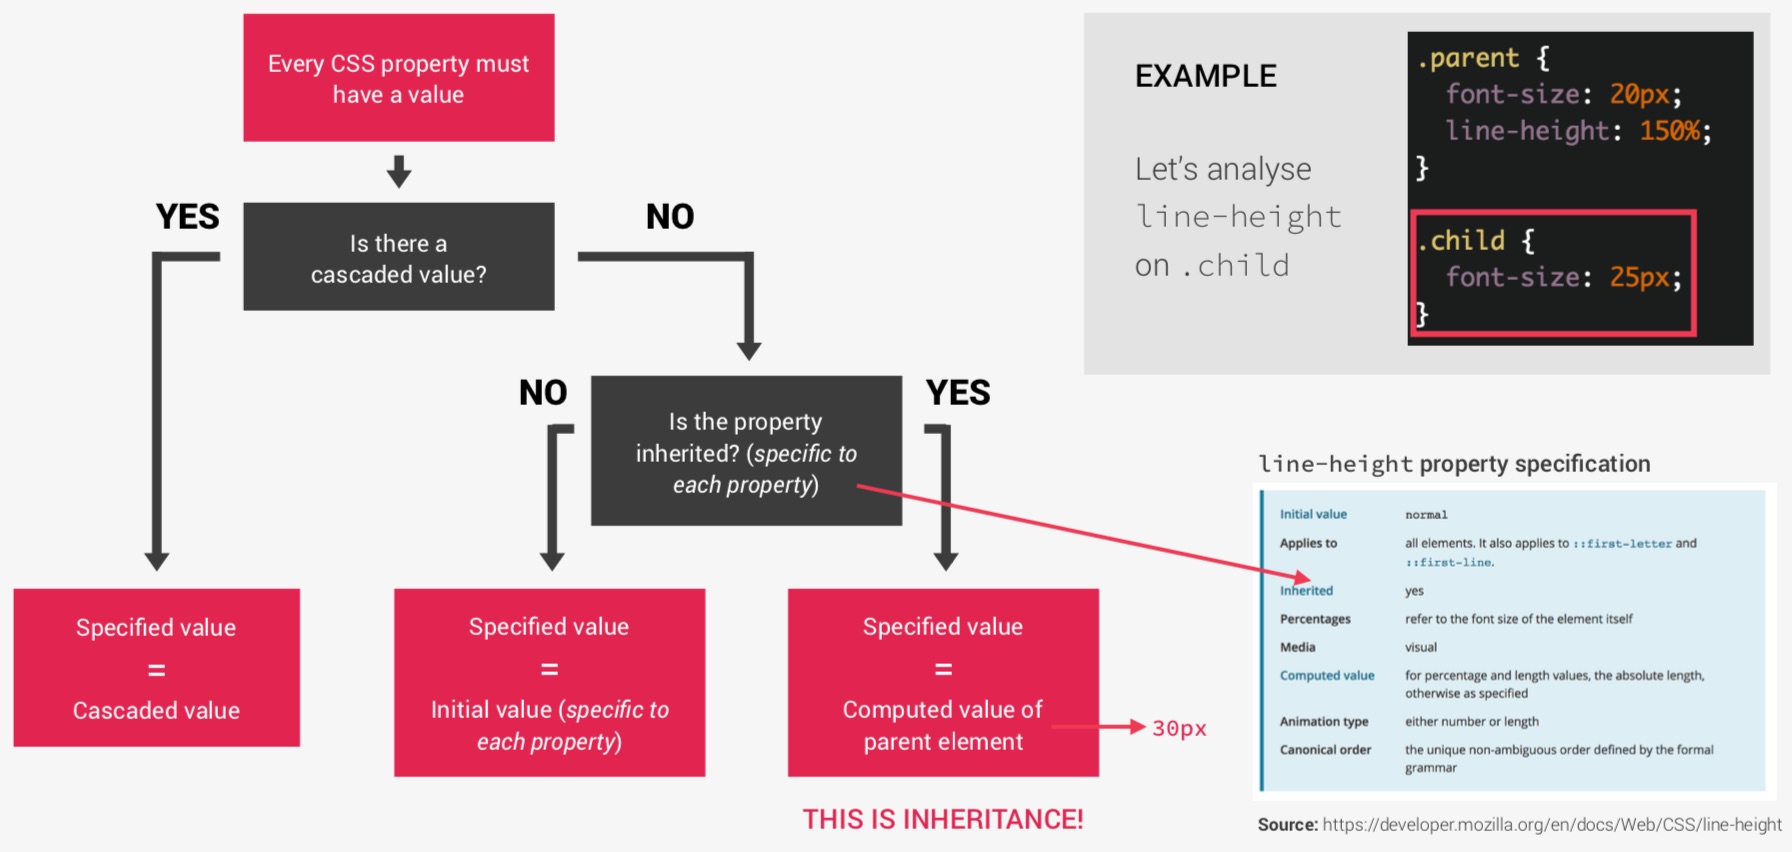 Every CSS property must
have a value
YES
NO
Is there a
cascaded value?
NO
YES
Is the property
inherited? (specific to
each property)
Specified value
=
Cascaded value
Specified value
=
Initial value (specific to
each property)
Specified value
=
Computed value of
parent element
30px
THIS IS INHERITANCE!
EXAMPLE
Let's analyse
line-height
on .child
.parent {
font-size: 20px;
line-height: 150%;
}
.child {
font-size: 25px;
}
line-height property specification
Initial value normal
Applies to all elements. It also applies to ::first-letter and
::first-line.
Inherited yes
Percentages refer to the font size of the element itself
Media visual
Computed value for percentage and length values, the absolute length,
otherwise as specified
Animation type either number or length
Canonical order the unique non-ambiguous order defined by the formal
grammar
Source: https://developer.mozilla.org/en/docs/Web/CSS/line-height